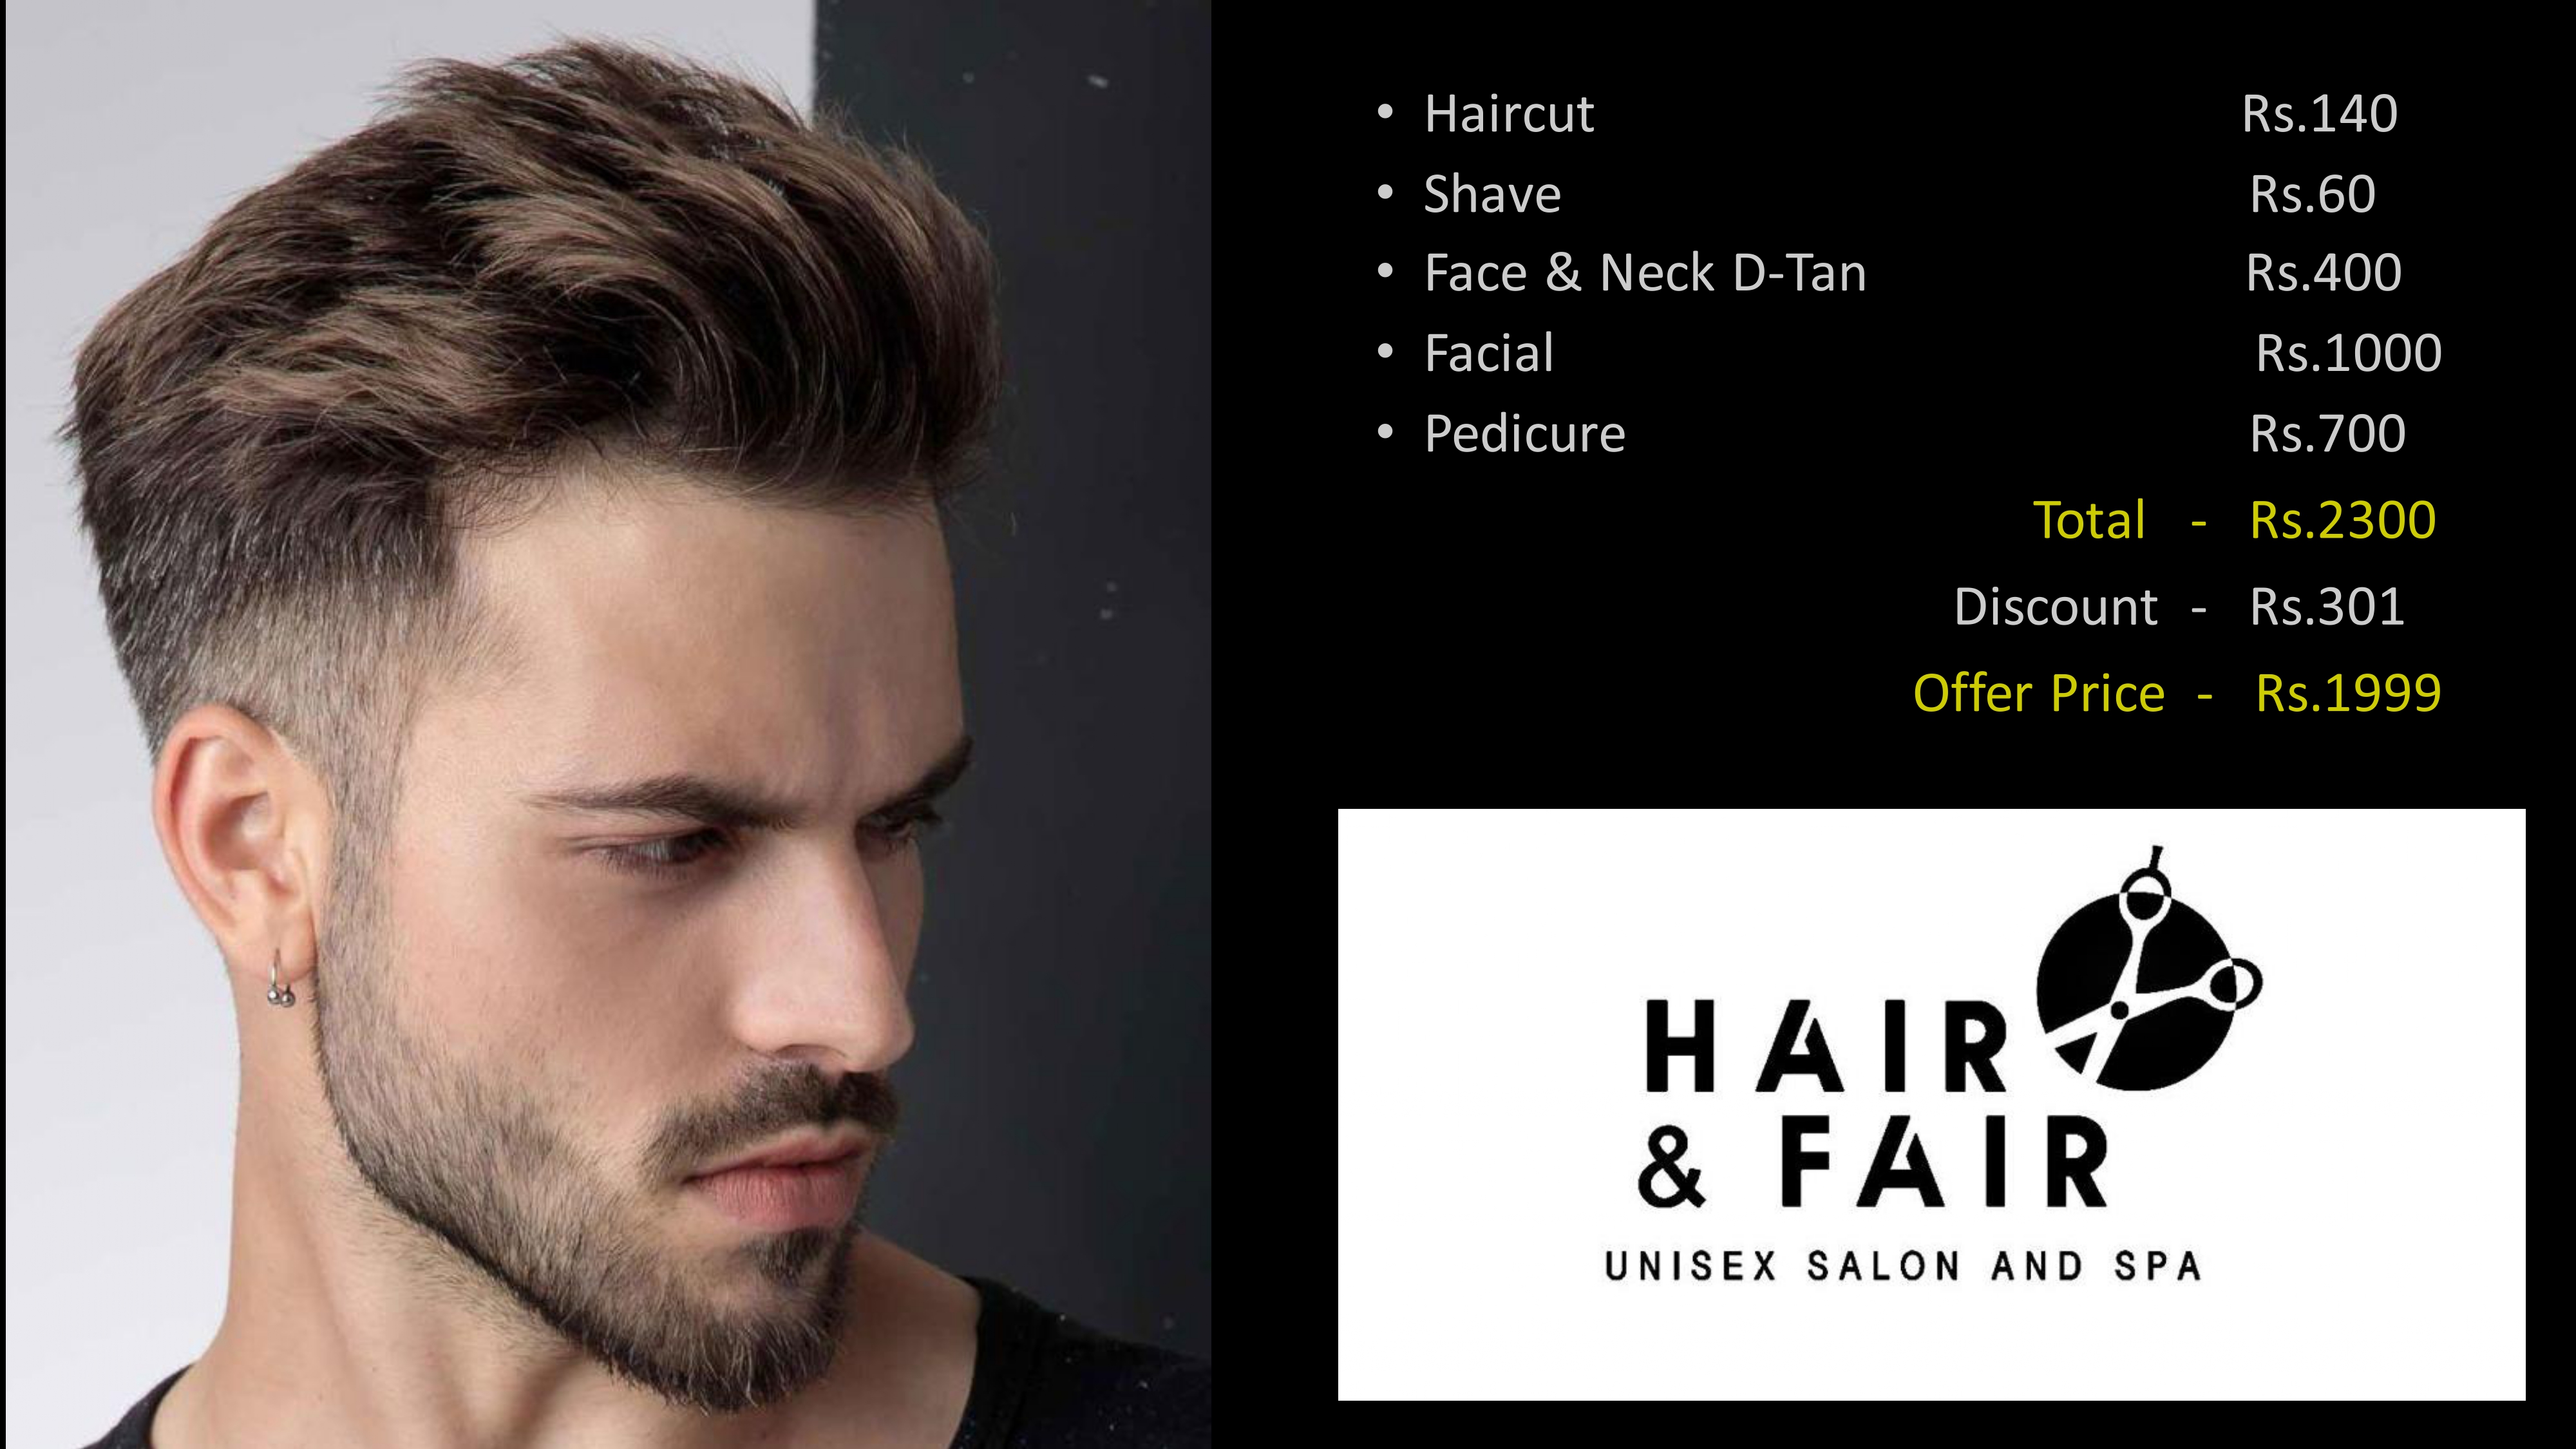 • Haircut Rs.140
• Shave Rs.60
• Face & Neck D-Tan Rs.400
• Facial Rs.1000
• Pedicure Rs.700
Total - Rs.2300
Discount - Rs.301
Offer Price - Rs.1999
HAIR
& FAIR
UNISEX SALON AND SPA